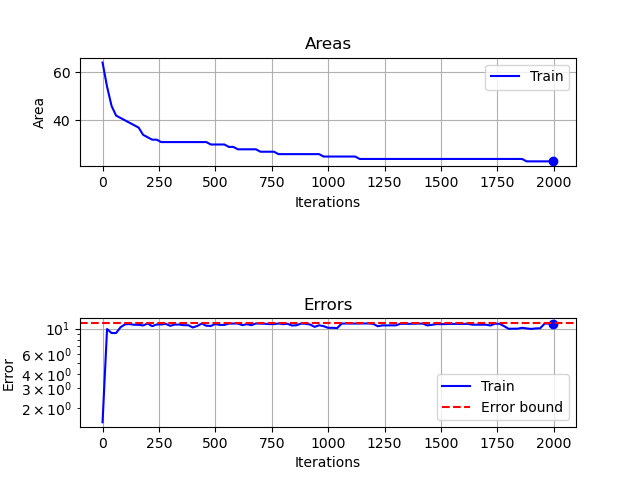 Areas
60
40
Area
Train
0 250 500 750 1000 1250 1500 1750 2000
Iterations
Errors
10¹
6 × 10⁰
4 × 10⁰
3 × 10⁰
2 × 10⁰
Error
Train
Error bound
0 250 500 750 1000 1250 1500 1750 2000
Iterations